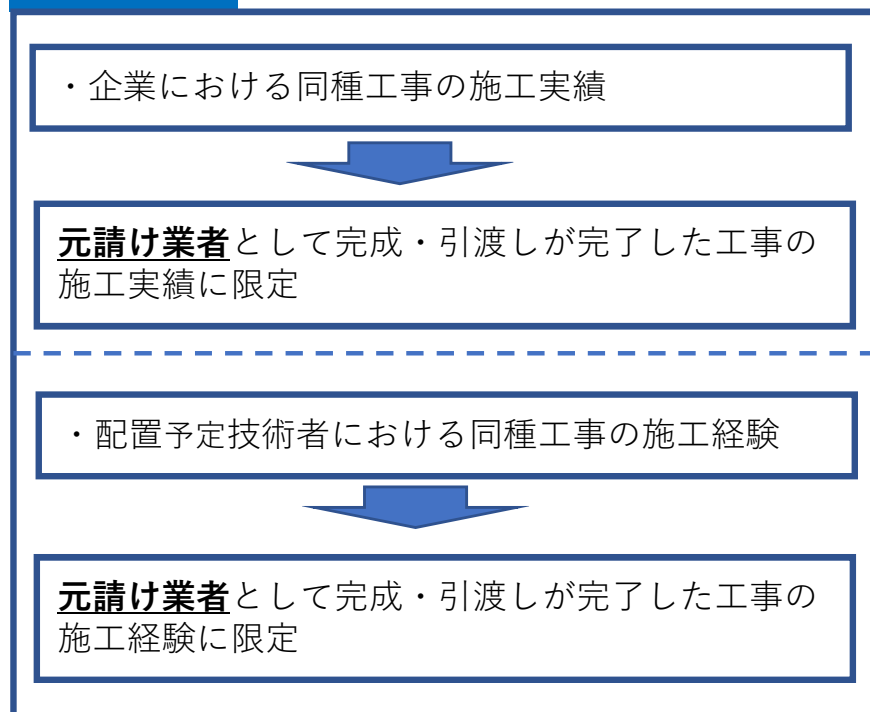 ・企業における同種工事の施工実績
元請け業者として完成・引渡しが完了した工事の
施工実績に限定
・配置予定技術者における同種工事の施工経験
元請け業者として完成・引渡しが完了した工事の
施工経験に限定